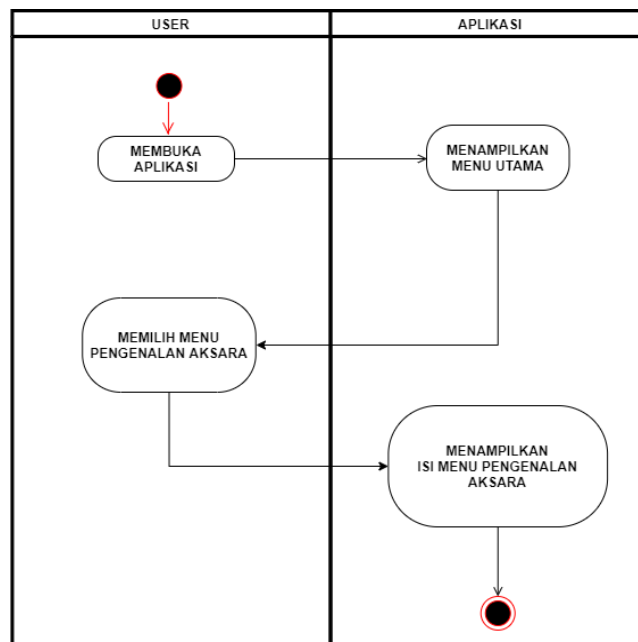 USER
APLIKASI
MEMBUKA
APLIKASI
MENAMPILKAN
MENU UTAMA
MEMILIH MENU
PENGENALAN AKSARA
MENAMPILKAN
ISI MENU PENGENALAN
AKSARA